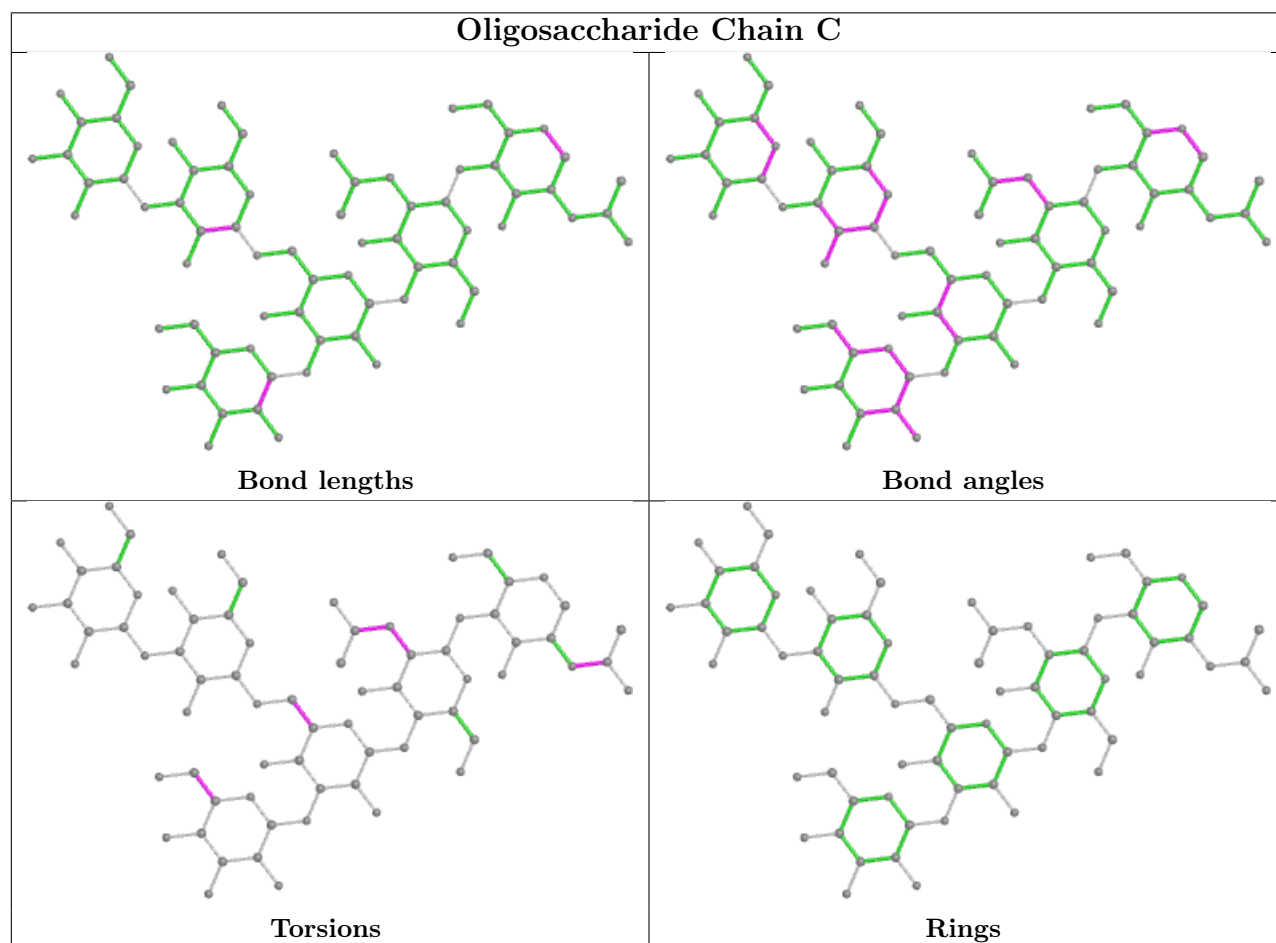 Oligosaccharide Chain C
Bond lengths
Bond angles
Torsions
Rings